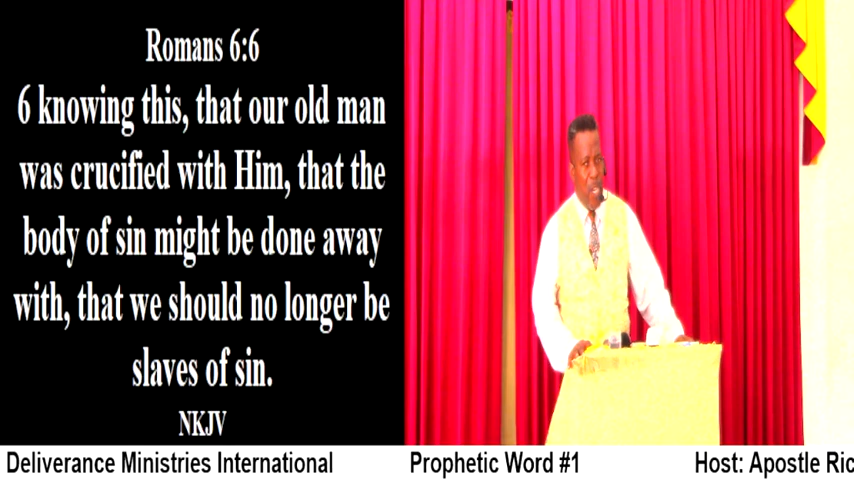 Romans 6:6
6 knowing this, that our old man
was crucified with Him, that the
body of sin might be done away
with, that we should no longer be
slaves of sin.
NKJV
Deliverance Ministries International Prophetic Word #1 Host: Apostle Ric